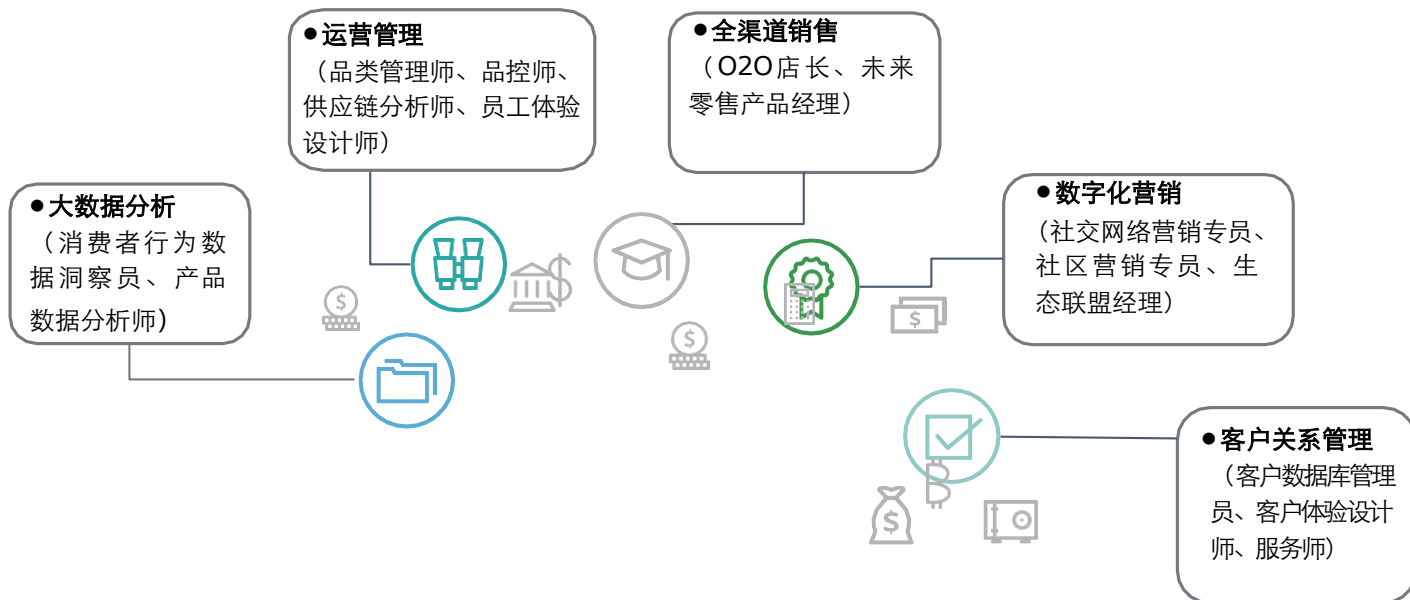 ●运营管理
（品类管理师、品控师、
供应链分析师、员工体验
设计师）
●全渠道销售
（O2O店长、未来
零售产品经理）
●大数据分析
（消费者行为数
据洞察员、产品
数据分析师)
●数字化营销
（社交网络营销专员、
社区营销专员、生
态联盟经理）
●客户关系管理
（客户数据库管理
员、客户体验设计
师、服务师）